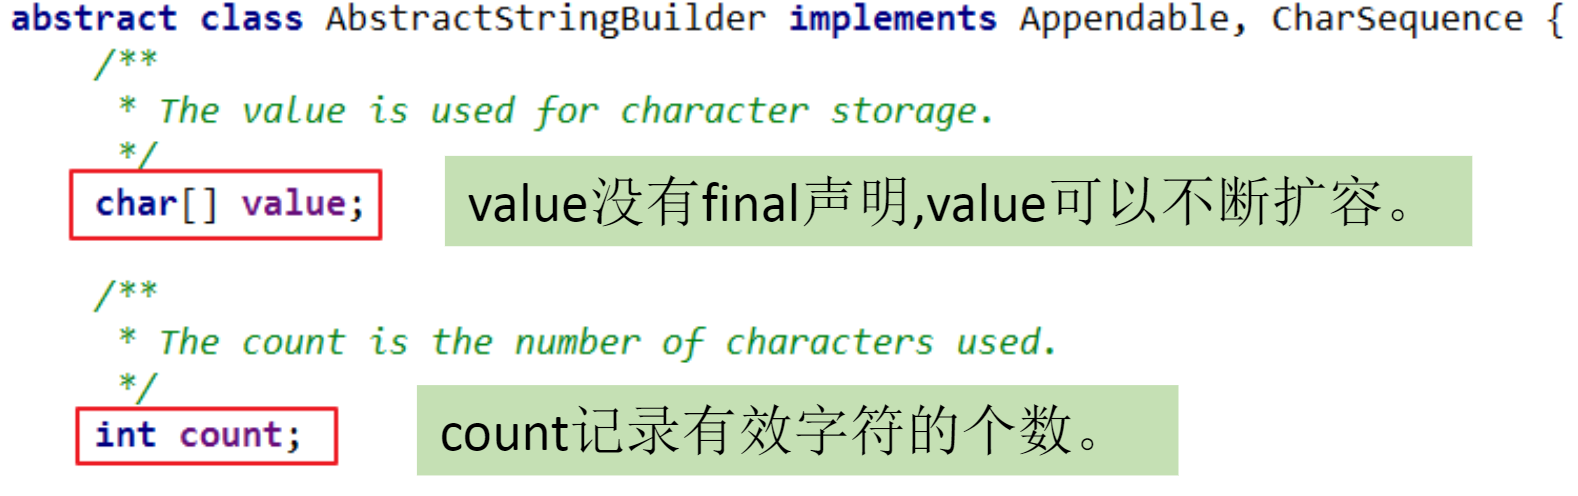 abstract class AbstractStringBuilder implements Appendable, CharSequence {
/**
* The value is used for character storage.
*/
char[] value;
value没有final声明,value可以不断扩容。
/**
* The count is the number of characters used.
*/
int count;
count记录有效字符的个数。